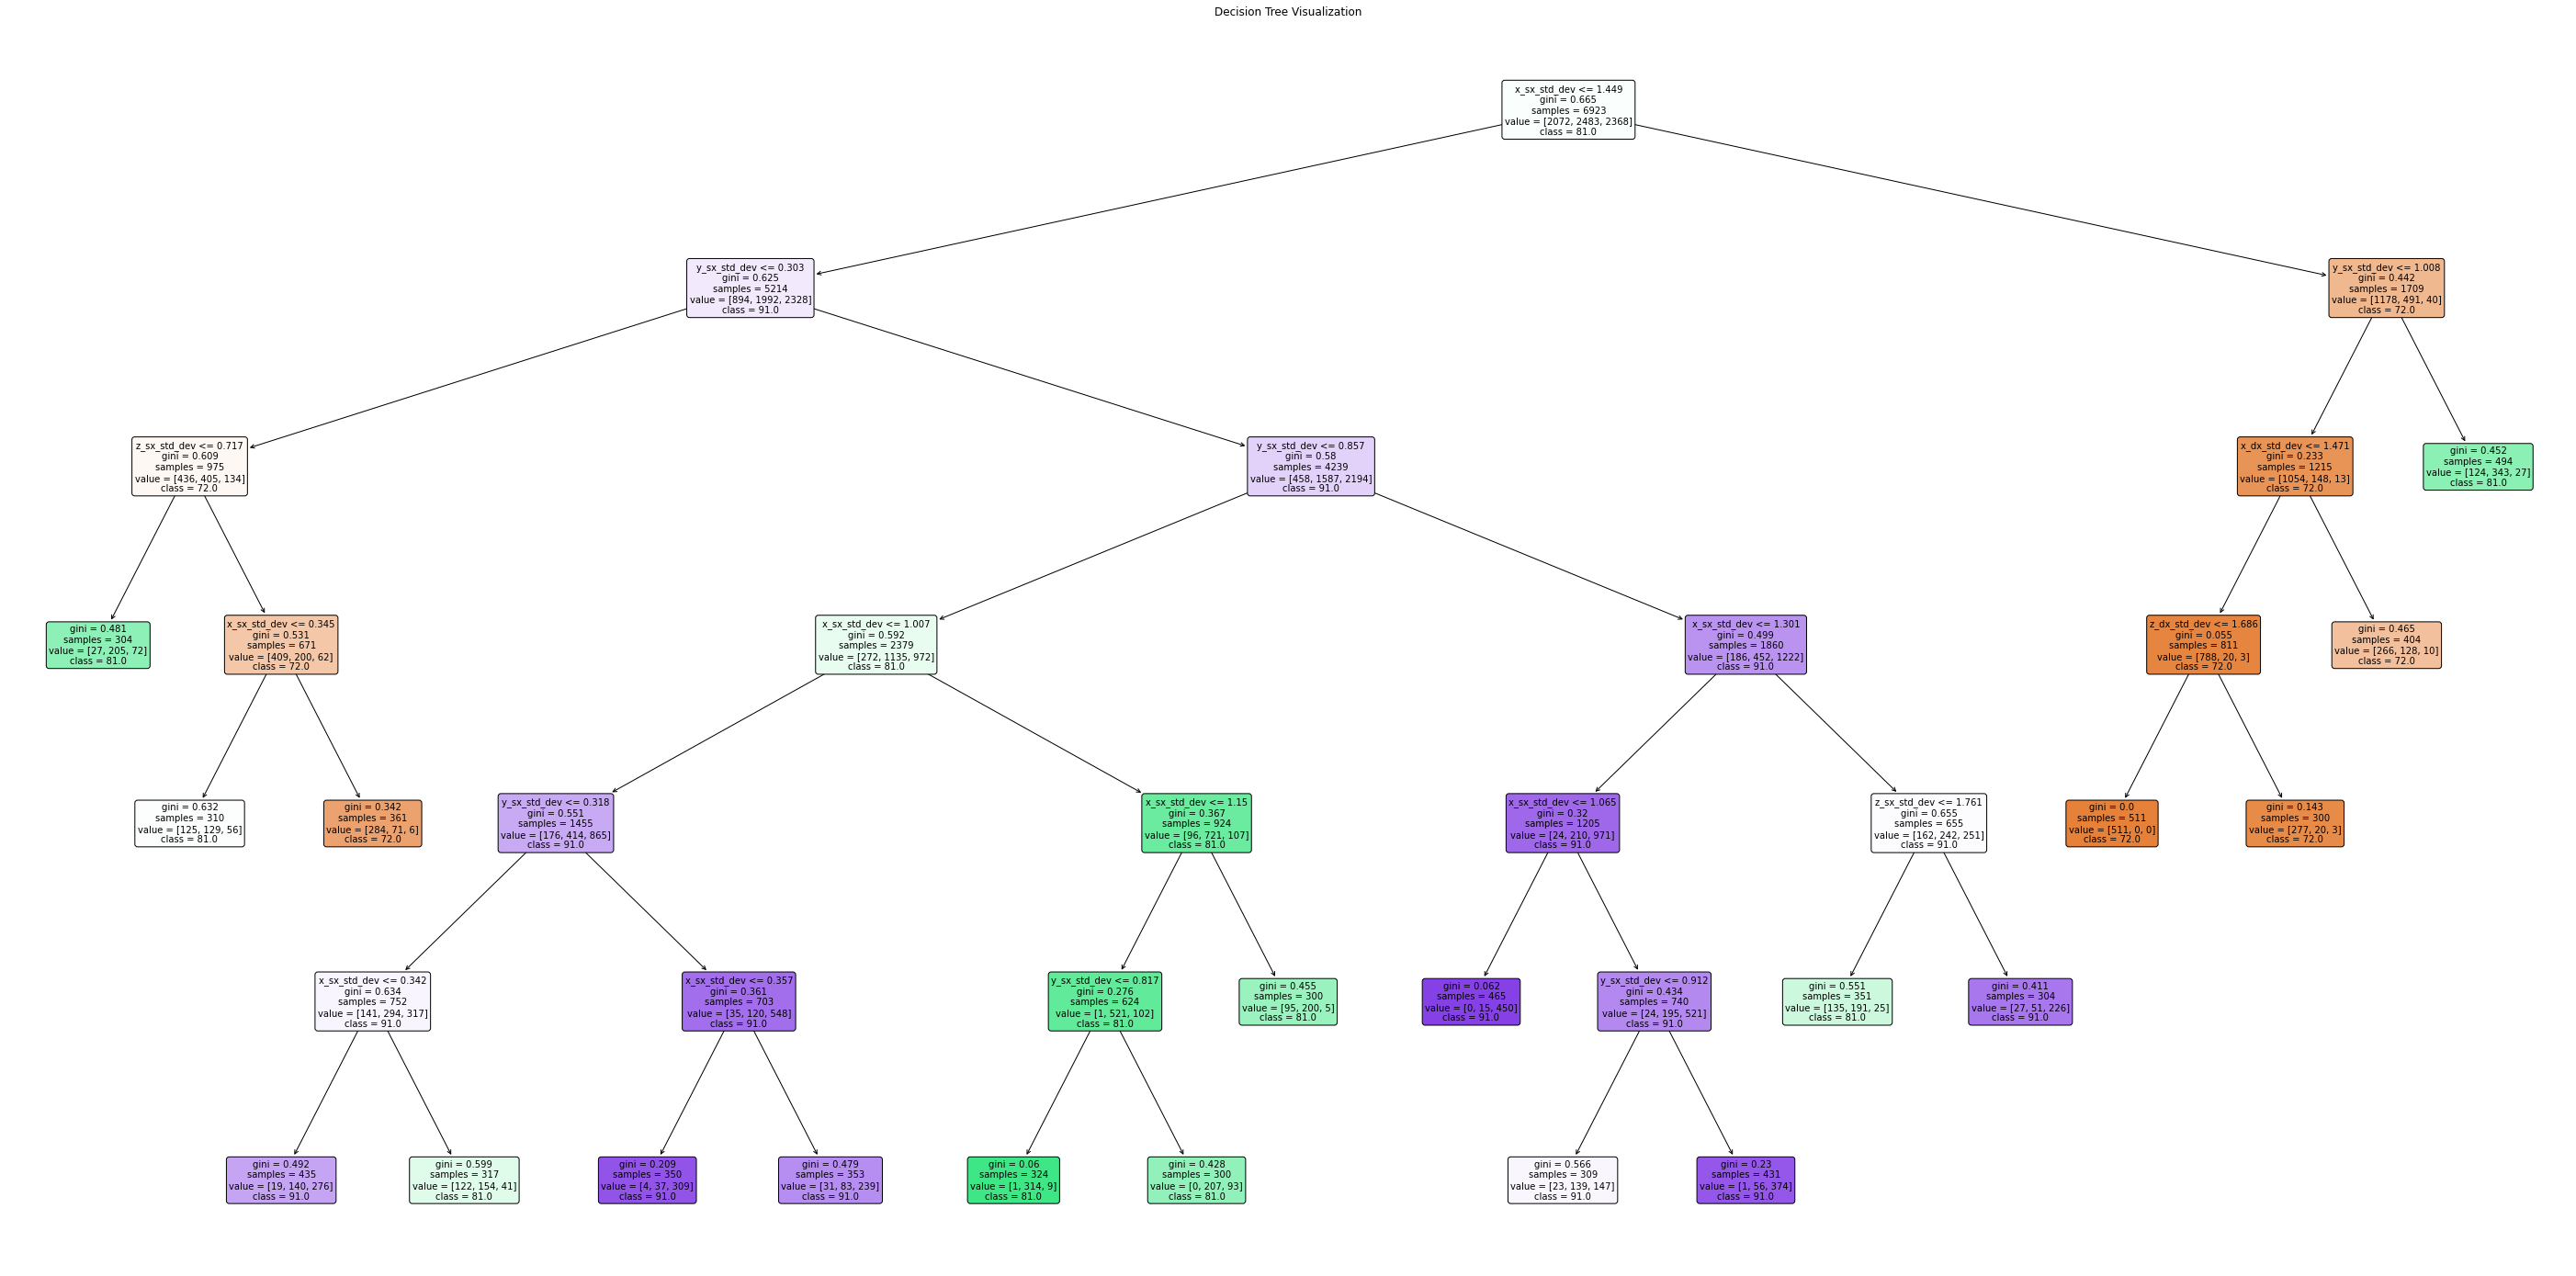 Decision Tree Visualization
x_sx_std_dev <= 1.449
gini = 0.665
samples = 6923
value = [2072, 2483, 2368]
class = 81.0
y_sx_std_dev <= 0.303
gini = 0.625
samples = 5214
value = [894, 1992, 2328]
class = 91.0
y_sx_std_dev <= 1.008
gini = 0.442
samples = 1709
value = [1178, 491, 40]
class = 72.0
z_sx_std_dev <= 0.717
gini = 0.609
samples = 975
value = [436, 405, 134]
class = 72.0
y_sx_std_dev <= 0.857
gini = 0.58
samples = 4239
value = [458, 1587, 2194]
class = 91.0
x_dx_std_dev <= 1.471
gini = 0.233
samples = 1215
value = [1054, 148, 13]
class = 72.0
gini = 0.452
samples = 494
value = [124, 343, 27]
class = 81.0
gini = 0.481
samples = 304
value = [27, 205, 72]
class = 81.0
x_sx_std_dev <= 0.345
gini = 0.531
samples = 671
value = [409, 200, 62]
class = 72.0
x_sx_std_dev <= 1.007
gini = 0.592
samples = 2379
value = [272, 1135, 972]
class = 81.0
x_sx_std_dev <= 1.301
gini = 0.499
samples = 1860
value = [186, 452, 1222]
class = 91.0
z_dx_std_dev <= 1.686
gini = 0.055
samples = 811
value = [788, 20, 3]
class = 72.0
gini = 0.465
samples = 404
value = [266, 128, 10]
class = 72.0
gini = 0.632
samples = 310
value = [125, 129, 56]
class = 81.0
gini = 0.342
samples = 361
value = [284, 71, 6]
class = 72.0
y_sx_std_dev <= 0.318
gini = 0.551
samples = 1455
value = [176, 414, 865]
class = 91.0
x_sx_std_dev <= 1.15
gini = 0.367
samples = 924
value = [96, 721, 107]
class = 81.0
x_sx_std_dev <= 1.065
gini = 0.32
samples = 1205
value = [24, 210, 971]
class = 91.0
z_sx_std_dev <= 1.761
gini = 0.655
samples = 655
value = [162, 242, 251]
class = 91.0
gini = 0.0
samples = 511
value = [511, 0, 0]
class = 72.0
gini = 0.143
samples = 300
value = [277, 20, 3]
class = 72.0
x_sx_std_dev <= 0.342
gini = 0.634
samples = 752
value = [141, 294, 317]
class = 91.0
x_sx_std_dev <= 0.357
gini = 0.361
samples = 703
value = [35, 120, 548]
class = 91.0
y_sx_std_dev <= 0.817
gini = 0.276
samples = 624
value = [1, 521, 102]
class = 81.0
gini = 0.455
samples = 300
value = [95, 200, 5]
class = 81.0
gini = 0.062
samples = 465
value = [0, 15, 450]
class = 91.0
y_sx_std_dev <= 0.912
gini = 0.434
samples = 740
value = [24, 195, 521]
class = 91.0
gini = 0.551
samples = 351
value = [135, 191, 25]
class = 81.0
gini = 0.411
samples = 304
value = [27, 51, 226]
class = 91.0
gini = 0.492
samples = 435
value = [19, 140, 276]
class = 91.0
gini = 0.599
samples = 317
value = [122, 154, 41]
class = 81.0
gini = 0.209
samples = 350
value = [4, 37, 309]
class = 91.0
gini = 0.479
samples = 353
value = [31, 83, 239]
class = 91.0
gini = 0.06
samples = 324
value = [1, 314, 9]
class = 81.0
gini = 0.428
samples = 300
value = [0, 207, 93]
class = 81.0
gini = 0.566
samples = 309
value = [23, 139, 147]
class = 91.0
gini = 0.23
samples = 431
value = [1, 56, 374]
class = 91.0